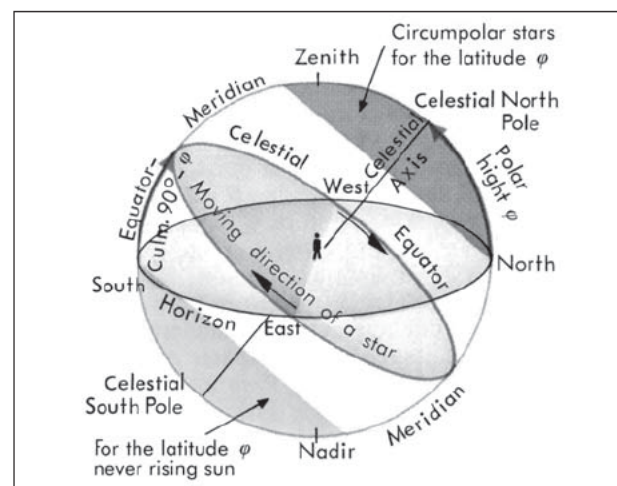 Circumpolar stars
for the latitude φ
Zenith
Celestial North
Pole
Meridian
Celestial
Celestial
Axis
Polar
hight φ
West
Equator-
Culm. 90°- φ
Moving direction of a star
Equator
South
North
Horizon
East
Celestial
South Pole
Meridian
For the latitude φ
never rising sun
Nadir